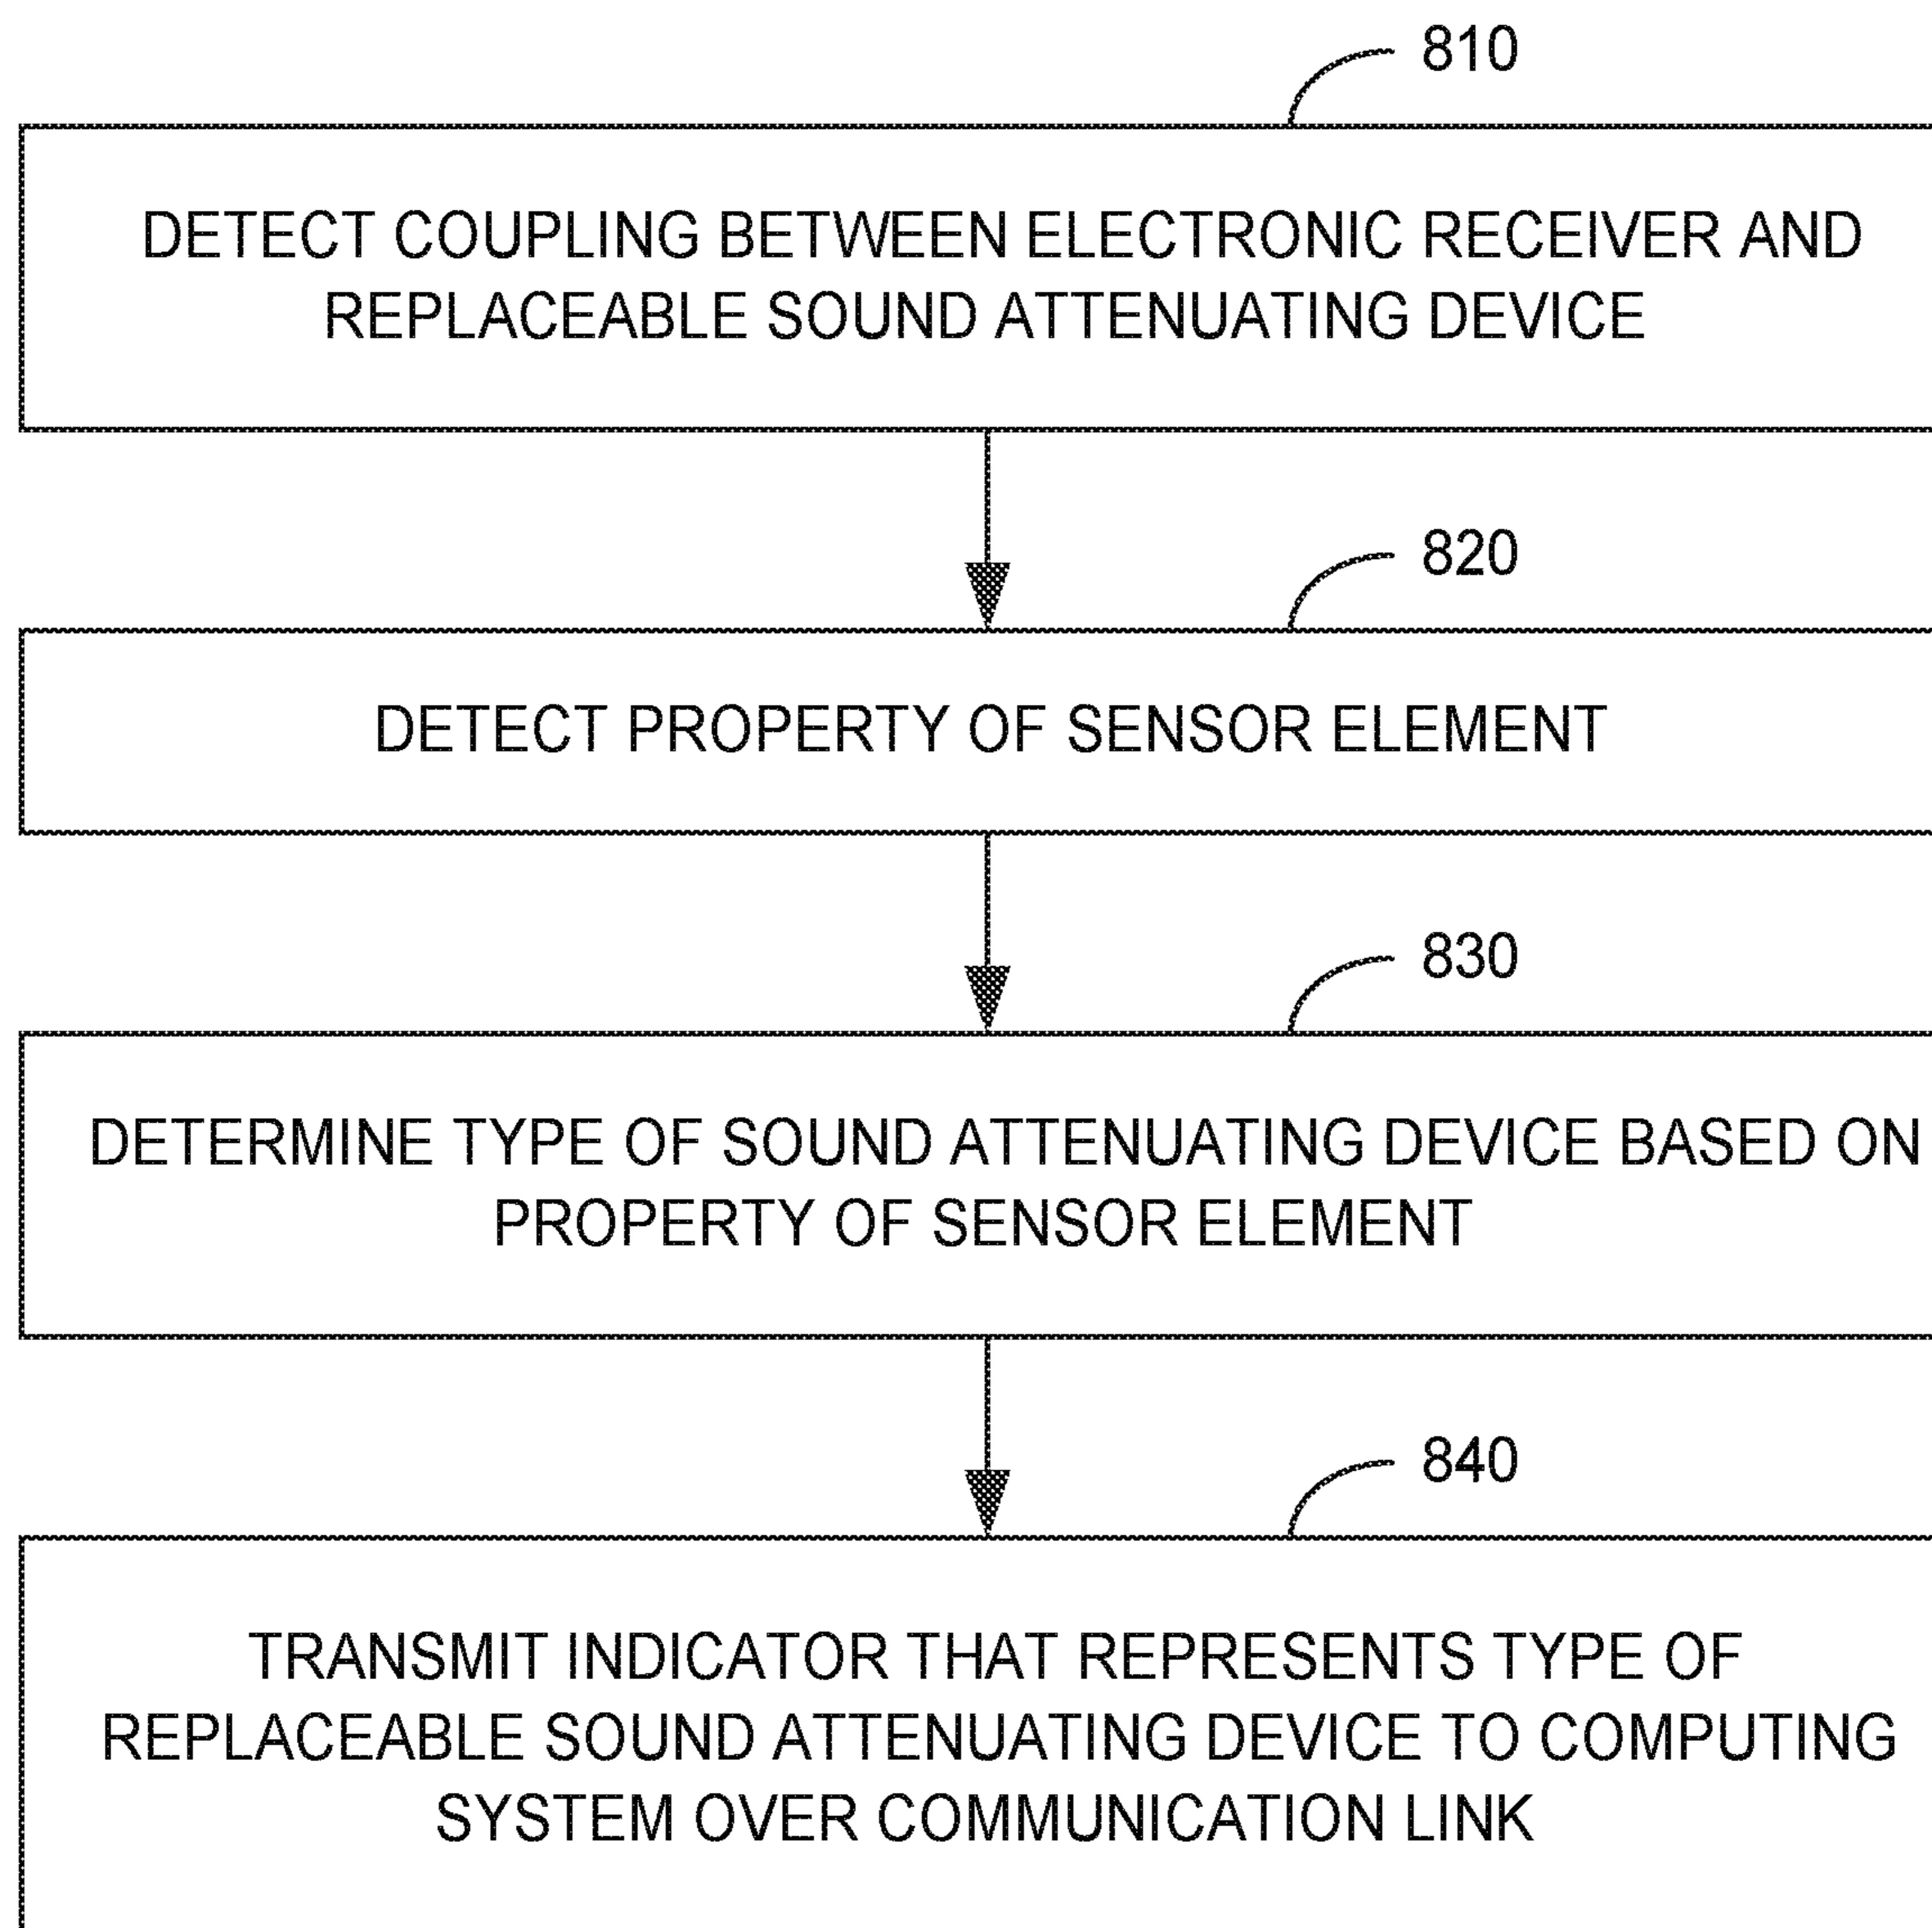 810
DETECT COUPLING BETWEEN ELECTRONIC RECEIVER AND
REPLACEABLE SOUND ATTENUATING DEVICE
820
DETECT PROPERTY OF SENSOR ELEMENT
830
DETERMINE TYPE OF SOUND ATTENUATING DEVICE BASED ON
PROPERTY OF SENSOR ELEMENT
840
TRANSMIT INDICATOR THAT REPRESENTS TYPE OF
REPLACEABLE SOUND ATTENUATING DEVICE TO COMPUTING
SYSTEM OVER COMMUNICATION LINK